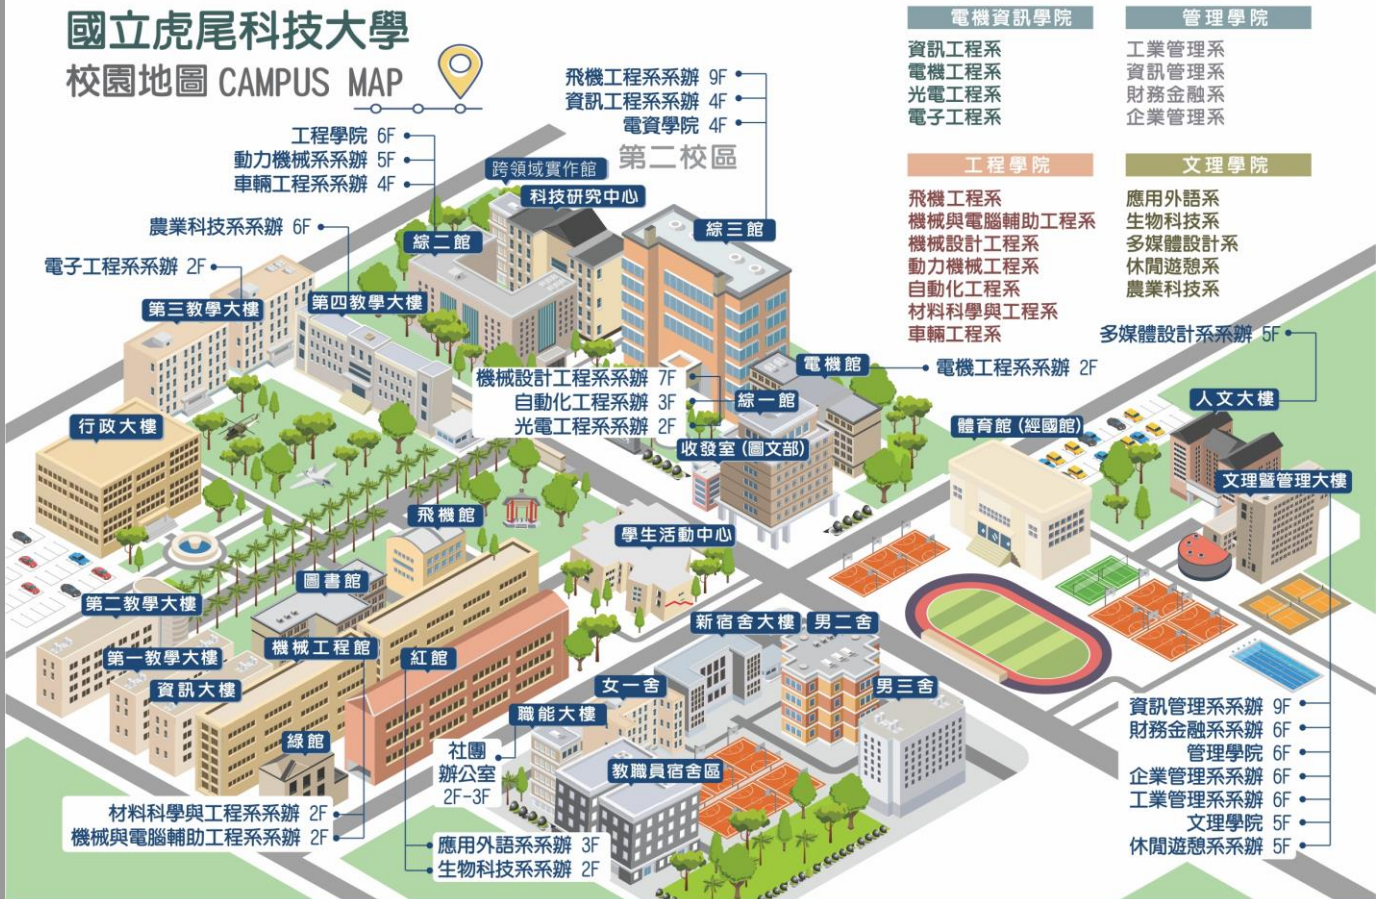 國立虎尾科技大學
校園地圖 CAMPUS MAP
電機資訊學院
資訊工程系
電機工程系
光電工程系
電子工程系
管理學院
工業管理系
資訊管理系
財務金融系
企業管理系
工程學院
飛機工程系
機械與電腦輔助工程系
機械設計工程系
動力機械工程系
自動化工程系
材料科學與工程系
車輛工程系
文理學院
應用外語系
生物科技系
多媒體設計系
休閒遊憩系
農業科技系
飛機工程系系辦 9F
資訊工程系系辦 4F
電資學院 4F
第二校區
工程學院 6F
動力機械系系辦 5F
車輛工程系系辦 4F
跨領域實作館
科技研究中心
農業科技系系辦 6F
綜二館
綜三館
電子工程系系辦 2F
第三教學大樓
第四教學大樓
多媒體設計系系辦 5F
機械設計工程系系辦 7F
自動化工程系辦 3F
光電工程系系辦 2F
電機館
電機工程系系辦 2F
綜一館
人文大樓
行政大樓
體育館(經國館)
收發室(圖文部)
文理暨管理大樓
飛機館
學生活動中心
圖書館
第二教學大樓
新宿舍大樓
男二舍
第一教學大樓
機械工程館
紅館
資訊大樓
女一舍
男三舍
職能大樓
綠館
社團
辦公室
2F-3F
教職員宿舍區
資訊管理系系辦 9F
財務金融系系辦 6F
管理學院 6F
企業管理系系辦 6F
工業管理系系辦 6F
文理學院 5F
休閒遊憩系系辦 5F
材料科學與工程系系辦 2F
機械與電腦輔助工程系系辦 2F
應用外語系系辦 3F
生物科技系系辦 2F